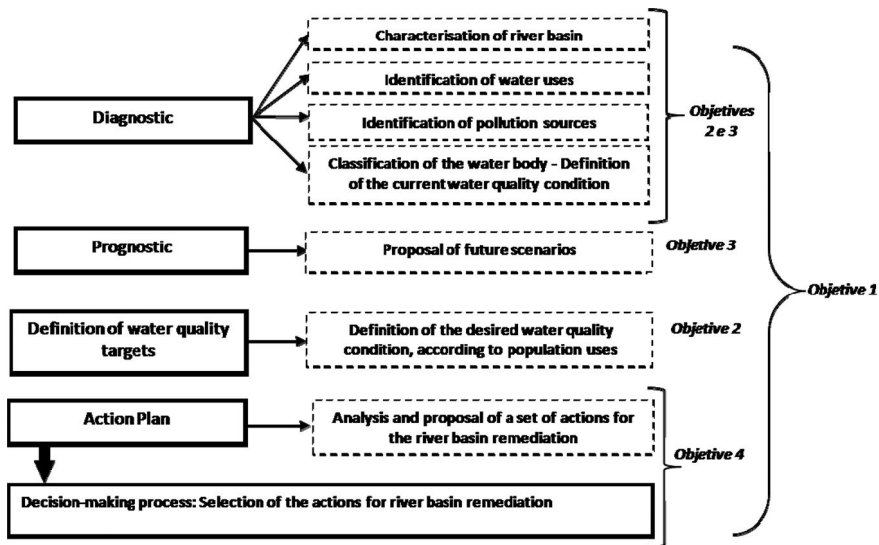 Characterisation of river basin
Identification of water uses
Diagnostic
Identification of pollution sources
Classification of the water body - Definition
of the current water quality condition
Objetives
2 e 3
Prognostic
Proposal of future scenarios
Objetive 3
Objetive 1
Definition of water quality
targets
Definition of the desired water quality
condition, according to population uses
Objetive 2
Action Plan
Analysis and proposal of a set of actions for
the river basin remediation
Objetive 4
Decision-making process: Selection of the actions for river basin remediation